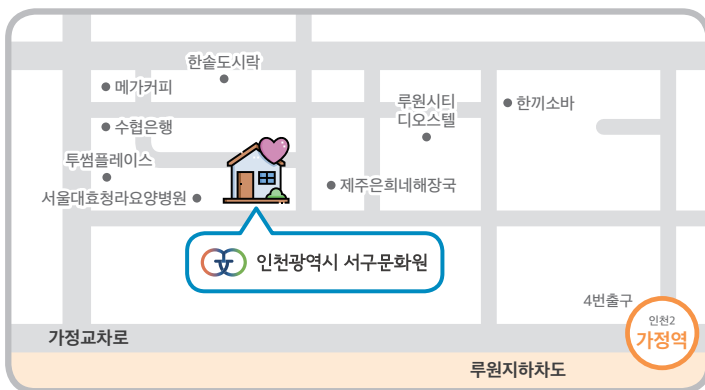 한솥도시락
메가커피
루원시티
디오스텔
한끼소바
수협은행
투썸플레이스
제주은희네해장국
서울대효청라요양병원
인천광역시 서구문화원
4번출구
인천2
가정역
가정교차로
루원지하차도